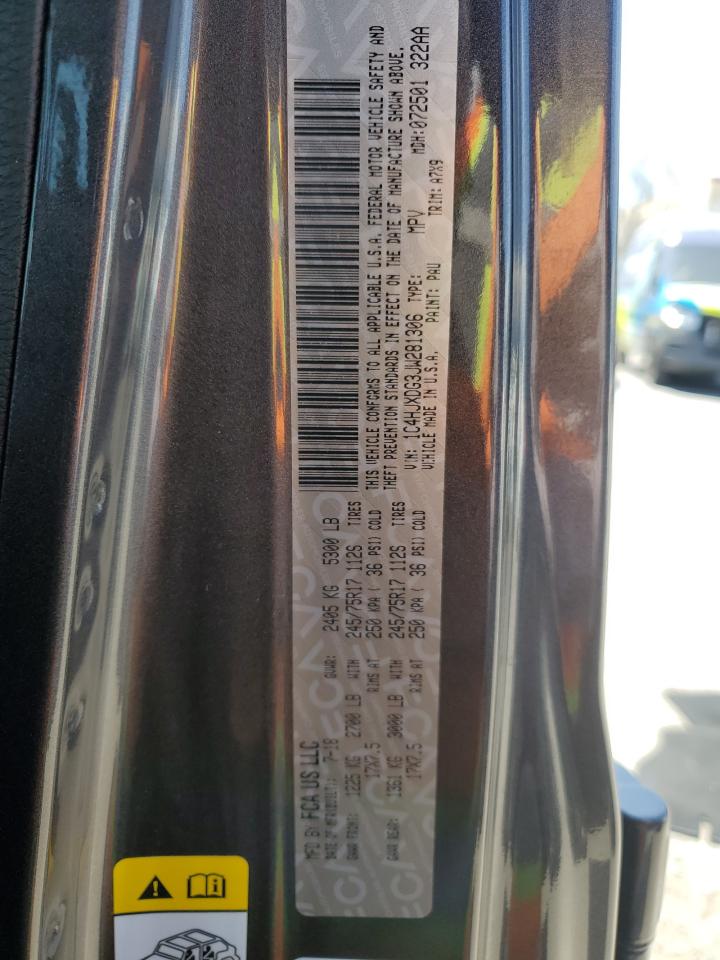 MFD BY: FCA US LLC
DATE OF MFR(BUILT): 7-18 GVWR: 2405 KG 5300 LB
GAWR FRONT: 1225 KG 2700 LB WITH 245/75R17 112S TIRES
17X7.5 RIMS AT 250 KPA ( 36 PSI) COLD
GAWR REAR: 1361 KG 3000 LB WITH 245/75R17 112S TIRES
17X7.5 RIMS AT 250 KPA ( 36 PSI) COLD
THIS VEHICLE CONFORMS TO ALL APPLICABLE U.S.A. FEDERAL MOTOR VEHICLE SAFETY AND
THEFT PREVENTION STANDARDS IN EFFECT ON THE DATE OF MANUFACTURE SHOWN ABOVE.
VIN: 1C4HJXDG3JW281306 TYPE: MPV MDH:072501 322AA
VEHICLE MADE IN U.S.A. PAINT: PAU TRIM: A7X9